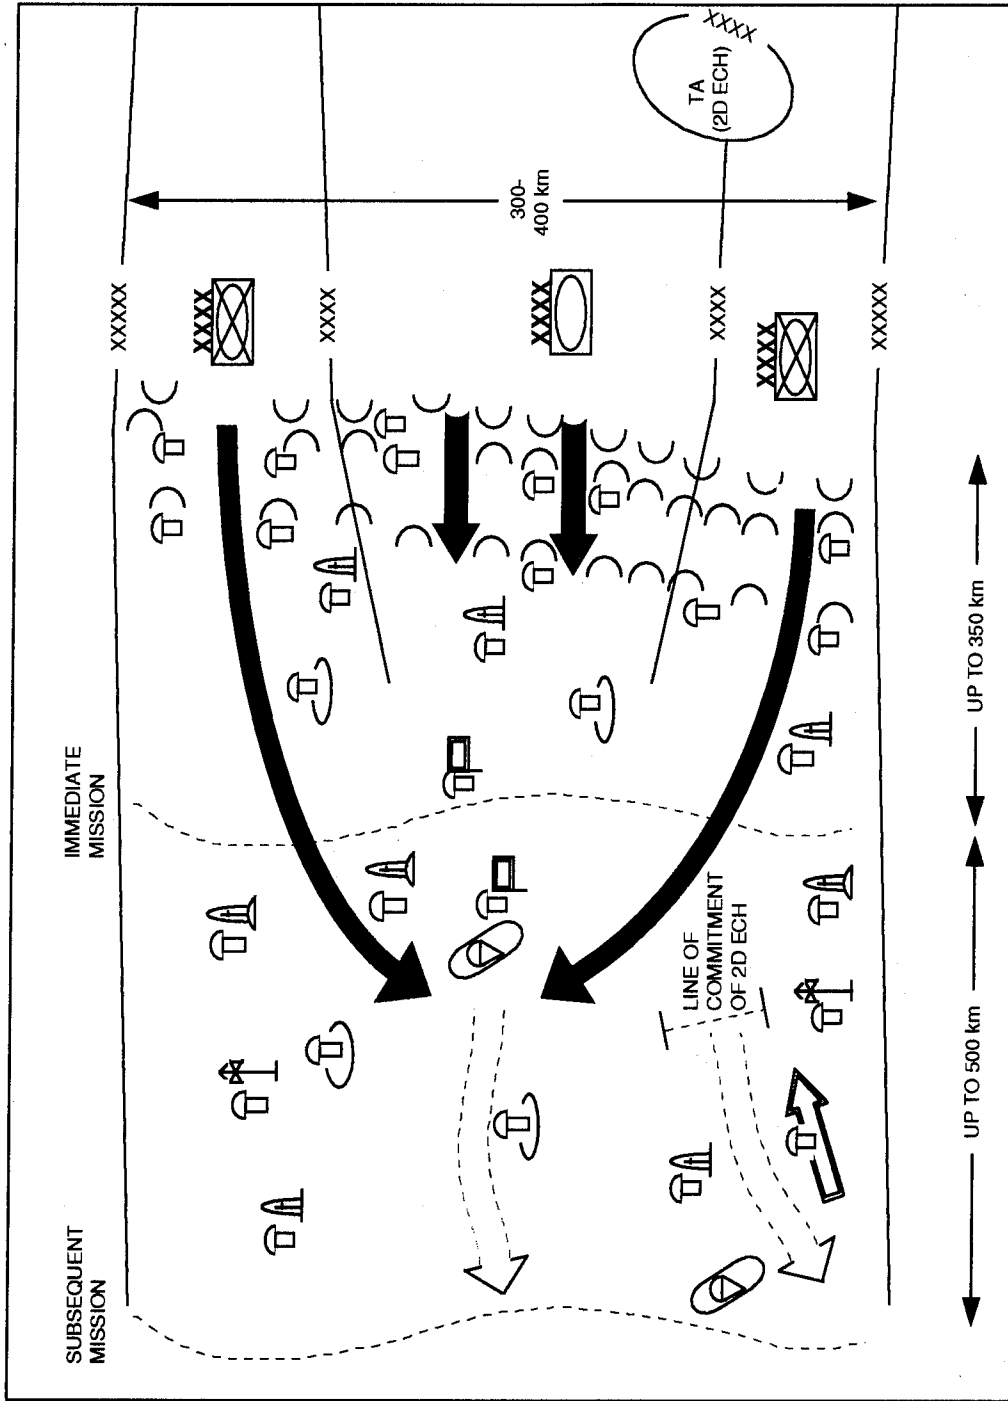 SUBSEQUENT
MISSION
IMMEDIATE
MISSION
XXXXX
XXXX
XXXX
XXXX
TA
(2D ECH)
300-
400 km
XXXX
XXXX
XXXX
XXXXX
LINE OF
COMMITMENT
OF 2D ECH
UP TO 500 km
UP TO 350 km